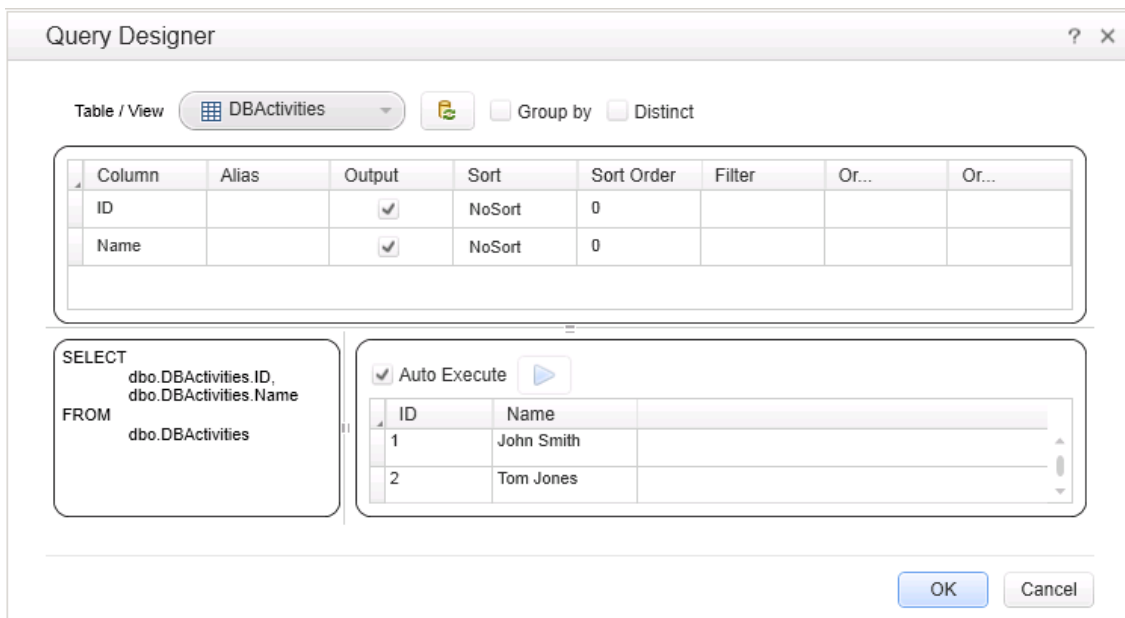 Query Designer ? ×
Table / View DBActivities Group by Distinct
Column Alias Output Sort Sort Order Filter Or... Or...
ID NoSort 0
Name NoSort 0
SELECT
dbo.DBActivities.ID,
dbo.DBActivities.Name
FROM
dbo.DBActivities
Auto Execute
ID Name
1 John Smith
2 Tom Jones
OK Cancel